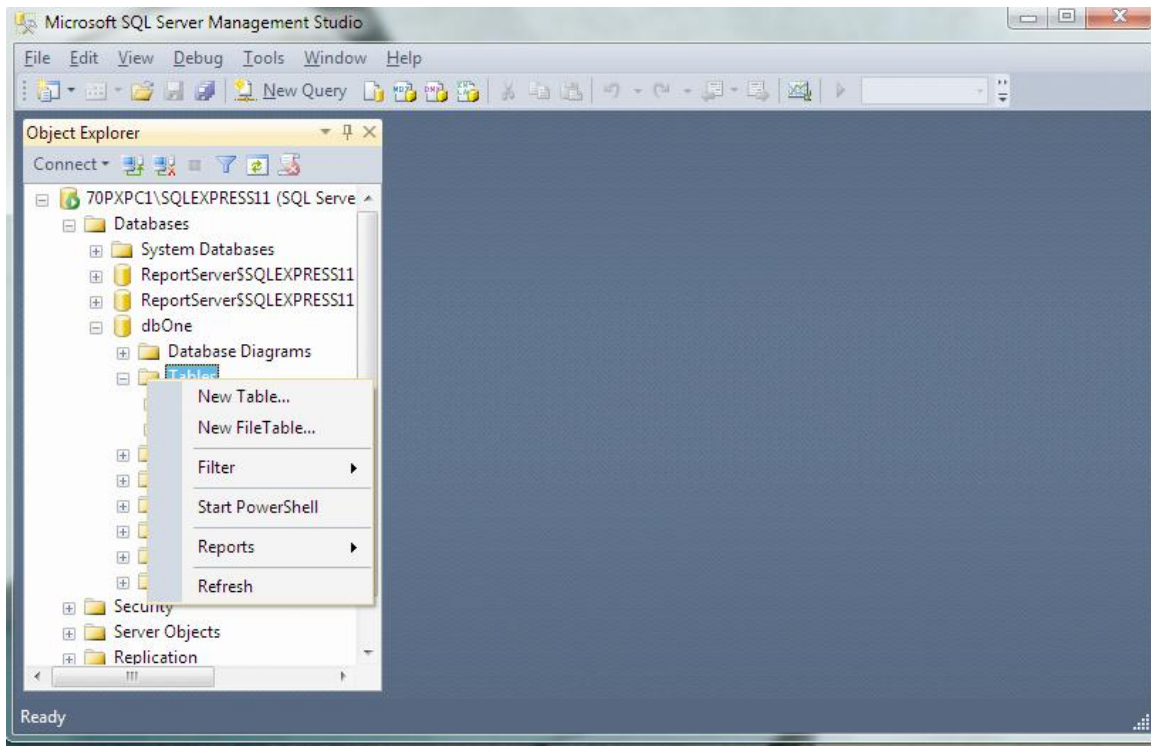 Microsoft SQL Server Management Studio
File Edit View Debug Tools Window Help
New Query
Object Explorer
Connect
70PXPC1\SQLEXPRESS11 (SQL Serve
Databases
System Databases
ReportServer$SQLEXPRESS11
ReportServer$SQLEXPRESS11
dbOne
Database Diagrams
Tables
New Table...
New FileTable...
Filter
Start PowerShell
Reports
Refresh
Security
Server Objects
Replication
Ready